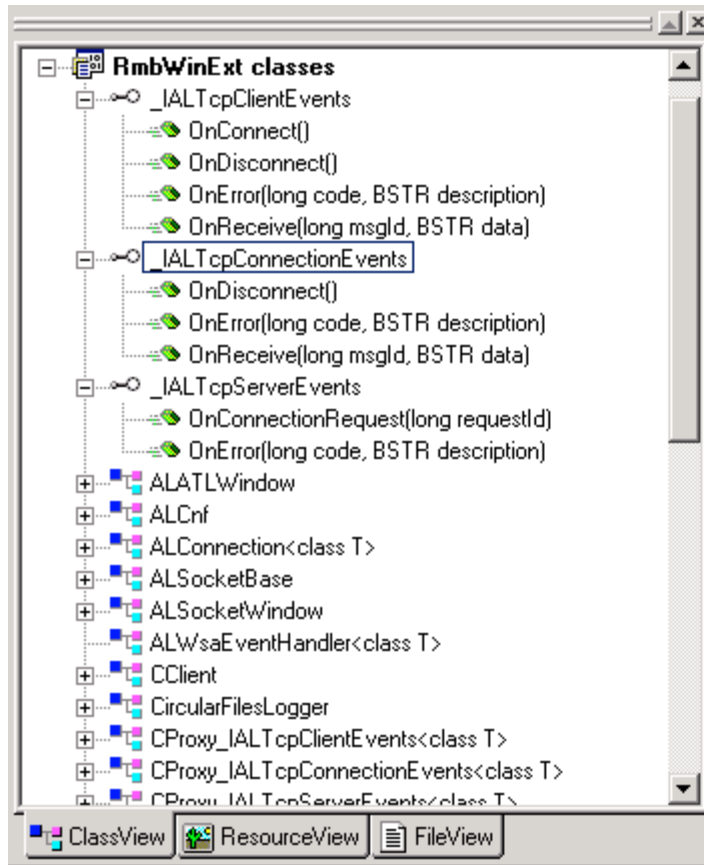 RmbWinExt classes
_IALTcpClientEvents
OnConnect()
OnDisconnect()
OnError(long code, BSTR description)
OnReceive(long msgId, BSTR data)
_IALTcpConnectionEvents
OnDisconnect()
OnError(long code, BSTR description)
OnReceive(long msgId, BSTR data)
_IALTcpServerEvents
OnConnectionRequest(long requestId)
OnError(long code, BSTR description)
ALATLWindow
ALCnf
ALConnection<class T>
ALSocketBase
ALSocketWindow
ALWsaEventHandler<class T>
CClient
CircularFilesLogger
CProxy_IALTcpClientEvents<class T>
CProxy_IALTcpConnectionEvents<class T>
CProxy_IALTcpServerEvents<class T>
ClassView ResourceView FileView